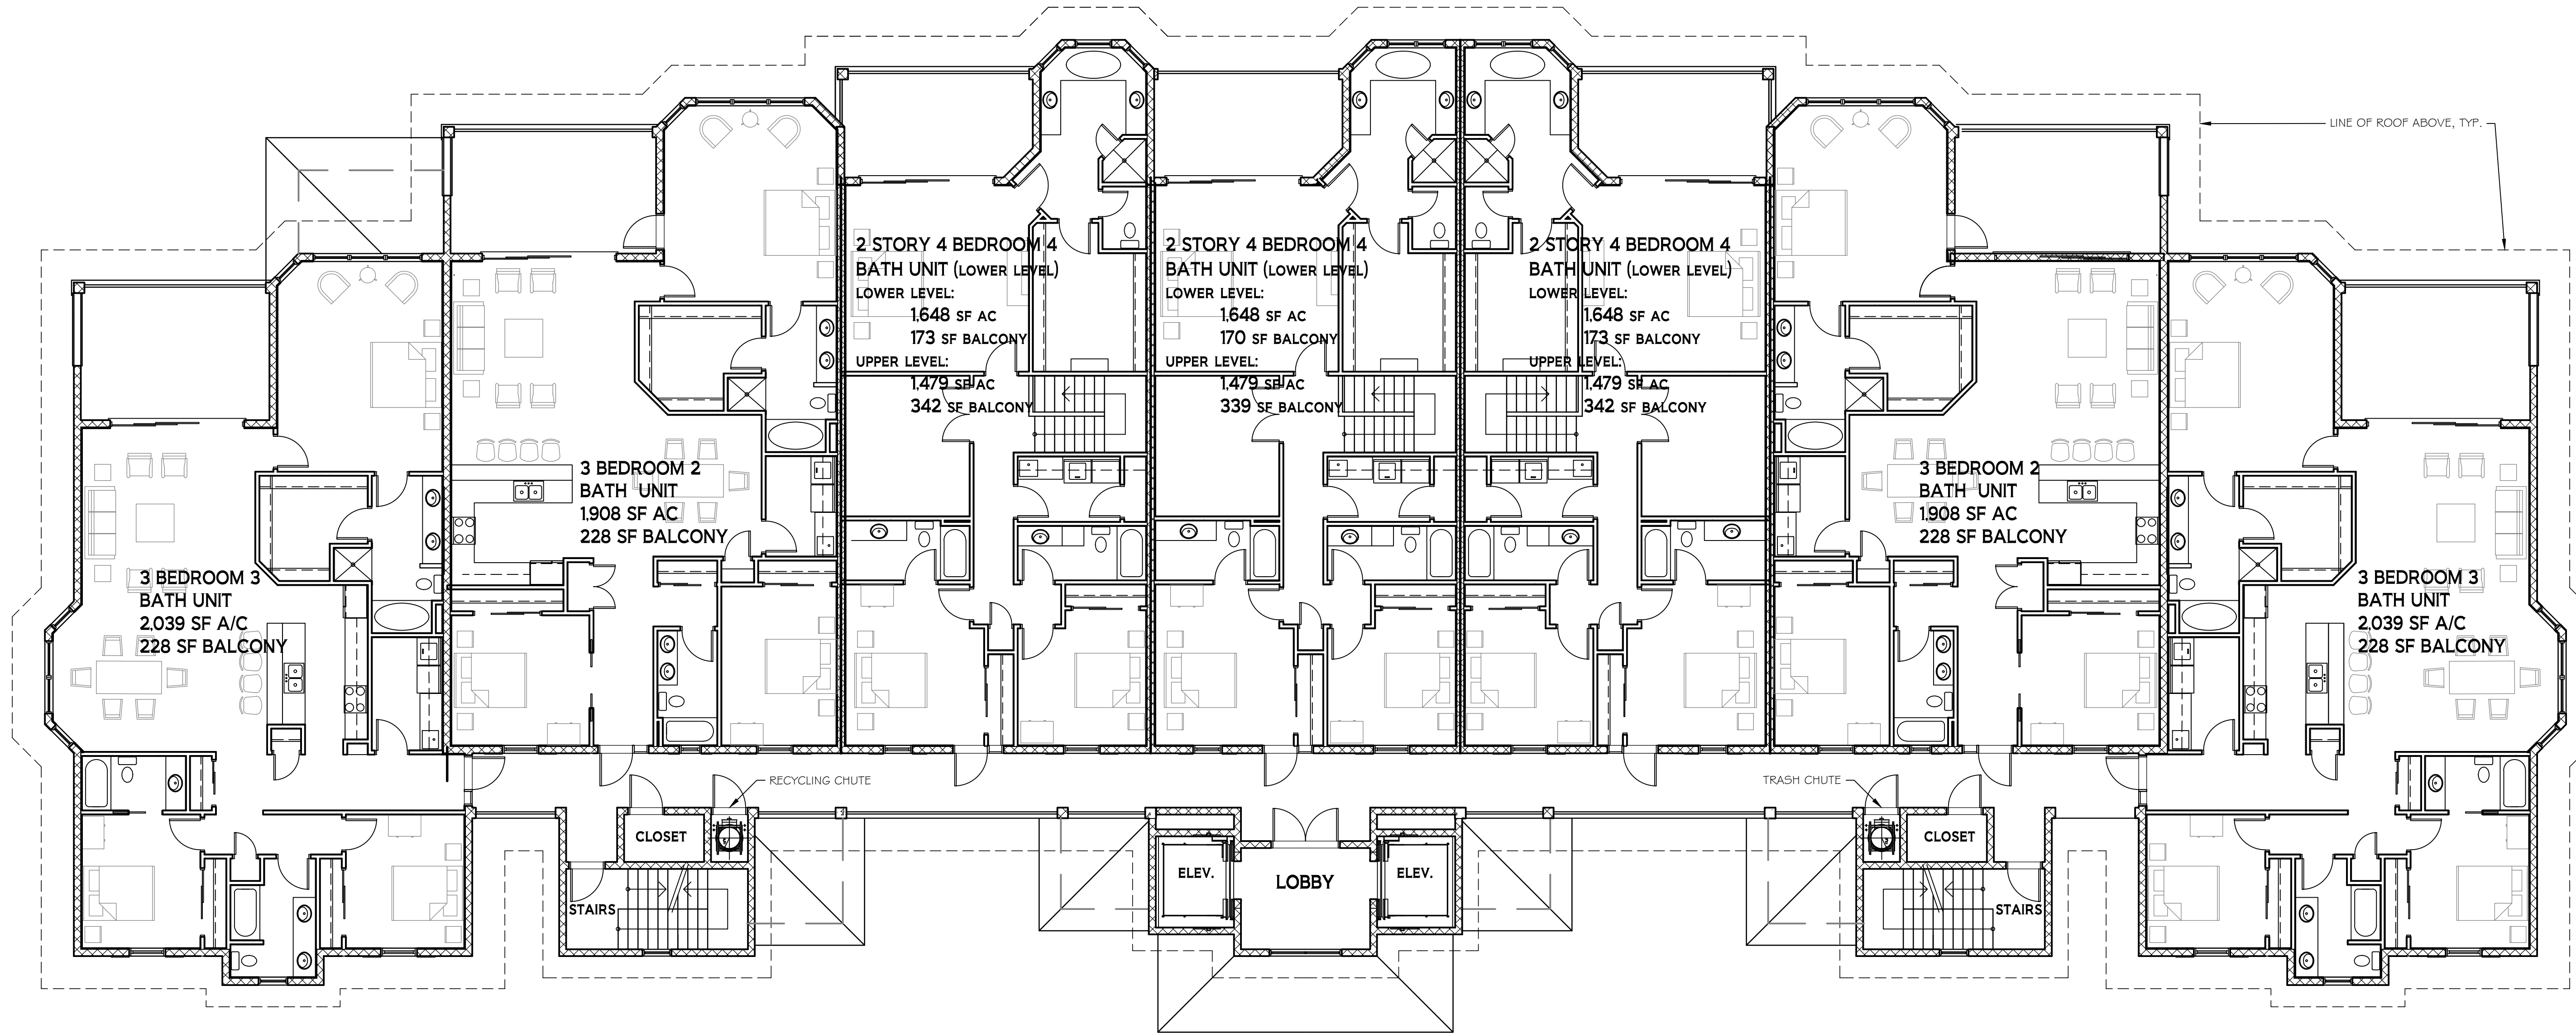 LINE OF ROOF ABOVE, TYP.
2 STORY 4 BEDROOM 4
BATH UNIT (LOWER LEVEL)
LOWER LEVEL:
1,648 SF AC
173 SF BALCONY
UPPER LEVEL:
1,479 SF AC
342 SF BALCONY
2 STORY 4 BEDROOM 4
BATH UNIT (LOWER LEVEL)
LOWER LEVEL:
1,648 SF AC
170 SF BALCONY
UPPER LEVEL:
1,479 SF AC
339 SF BALCONY
2 STORY 4 BEDROOM 4
BATH UNIT (LOWER LEVEL)
LOWER LEVEL:
1,648 SF AC
173 SF BALCONY
UPPER LEVEL:
1,479 SF AC
342 SF BALCONY
3 BEDROOM 2
BATH UNIT
1,908 SF AC
228 SF BALCONY
3 BEDROOM 2
BATH UNIT
1,908 SF AC
228 SF BALCONY
3 BEDROOM 3
BATH UNIT
2,039 SF A/C
228 SF BALCONY
3 BEDROOM 3
BATH UNIT
2,039 SF A/C
228 SF BALCONY
RECYCLING CHUTE
TRASH CHUTE
CLOSET
CLOSET
ELEV.
LOBBY
ELEV.
STAIRS
STAIRS